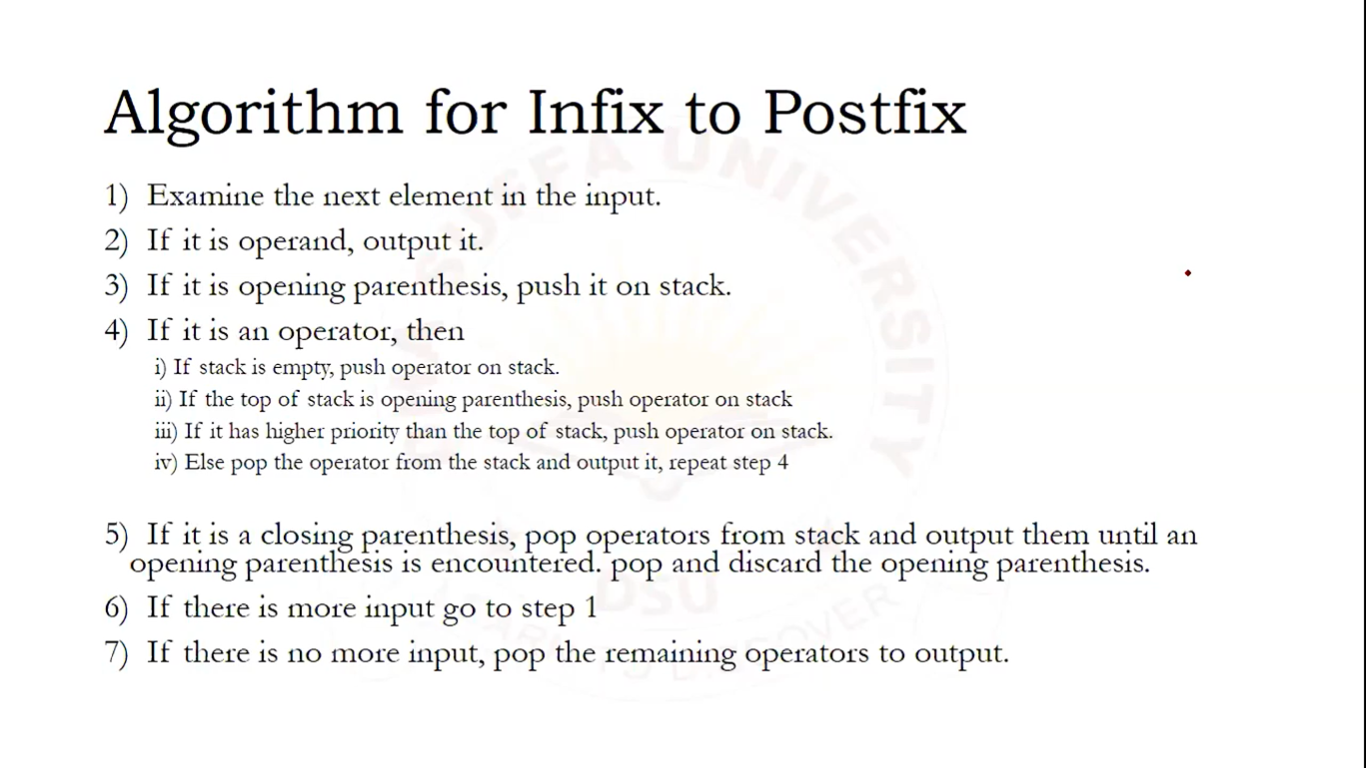 Algorithm for Infix to Postfix
1) Examine the next element in the input.
2) If it is operand, output it.
3) If it is opening parenthesis, push it on stack.
4) If it is an operator, then
i) If stack is empty, push operator on stack.
ii) If the top of stack is opening parenthesis, push operator on stack
iii) If it has higher priority than the top of stack, push operator on stack.
iv) Else pop the operator from the stack and output it, repeat step 4
5) If it is a closing parenthesis, pop operators from stack and output them until an
opening parenthesis is encountered. pop and discard the opening parenthesis.
6) If there is more input go to step 1
7) If there is no more input, pop the remaining operators to output.
SUFFA UNIVERSITY
DSU